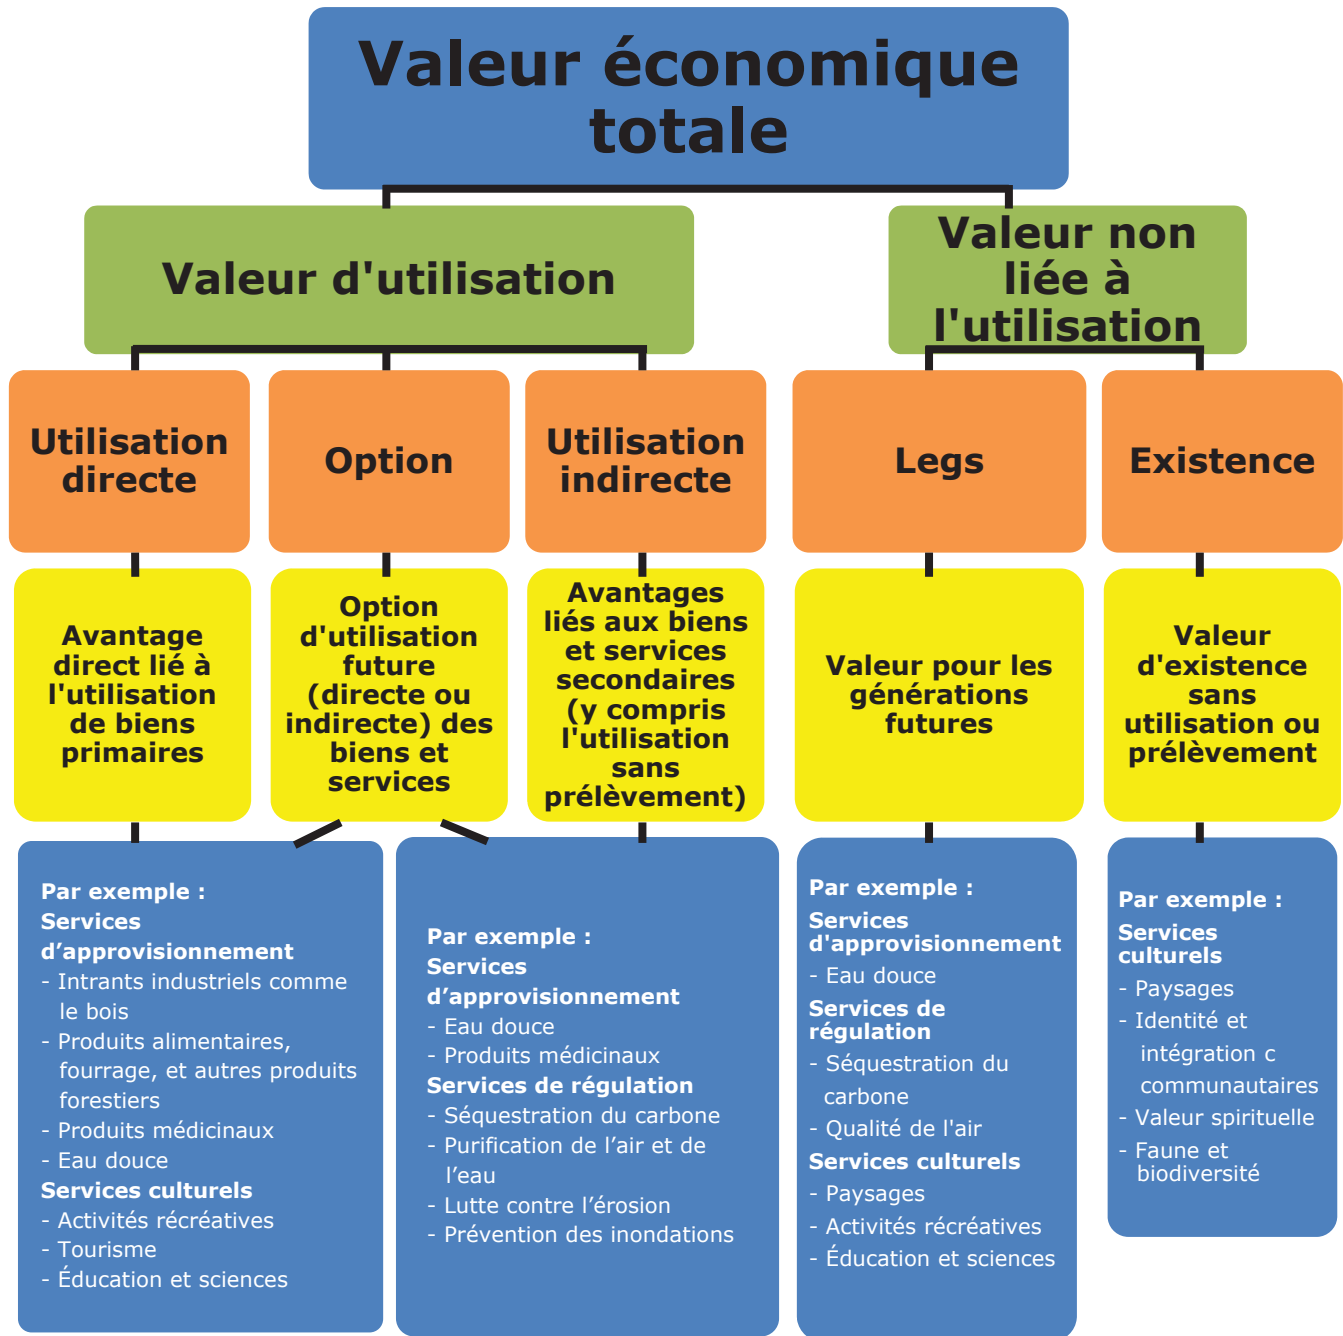 Valeur économique
totale
Valeur d'utilisation
Valeur non
liée à
l'utilisation
Utilisation
directe
Option
Utilisation
indirecte
Legs
Existence
Avantage
direct lié à
l'utilisation
de biens
primaires
Option
d'utilisation
future
(directe ou
indirecte) des
biens et
services
Avantages
liés aux biens
et services
secondaires
(y compris
l'utilisation
sans
prélèvement)
Valeur pour les
générations
futures
Valeur
d'existence
sans
utilisation ou
prélèvement
Par exemple :
Services
d’approvisionnement
- Intrants industriels comme
le bois
- Produits alimentaires,
fourrage, et autres produits
forestiers
- Produits médicinaux
- Eau douce
Services culturels
- Activités récréatives
- Tourisme
- Éducation et sciences
Par exemple :
Services
d’approvisionnement
- Eau douce
- Produits médicinaux
Services de régulation
- Séquestration du carbone
- Purification de l’air et de
l’eau
- Lutte contre l’érosion
- Prévention des inondations
Par exemple :
Services
d'approvisionnement
- Eau douce
Services de
régulation
- Séquestration du
carbone
- Qualité de l'air
Services culturels
- Paysages
- Activités récréatives
- Éducation et sciences
Par exemple :
Services
culturels
- Paysages
- Identité et
intégration c
communautaires
- Valeur spirituelle
- Faune et
biodiversité